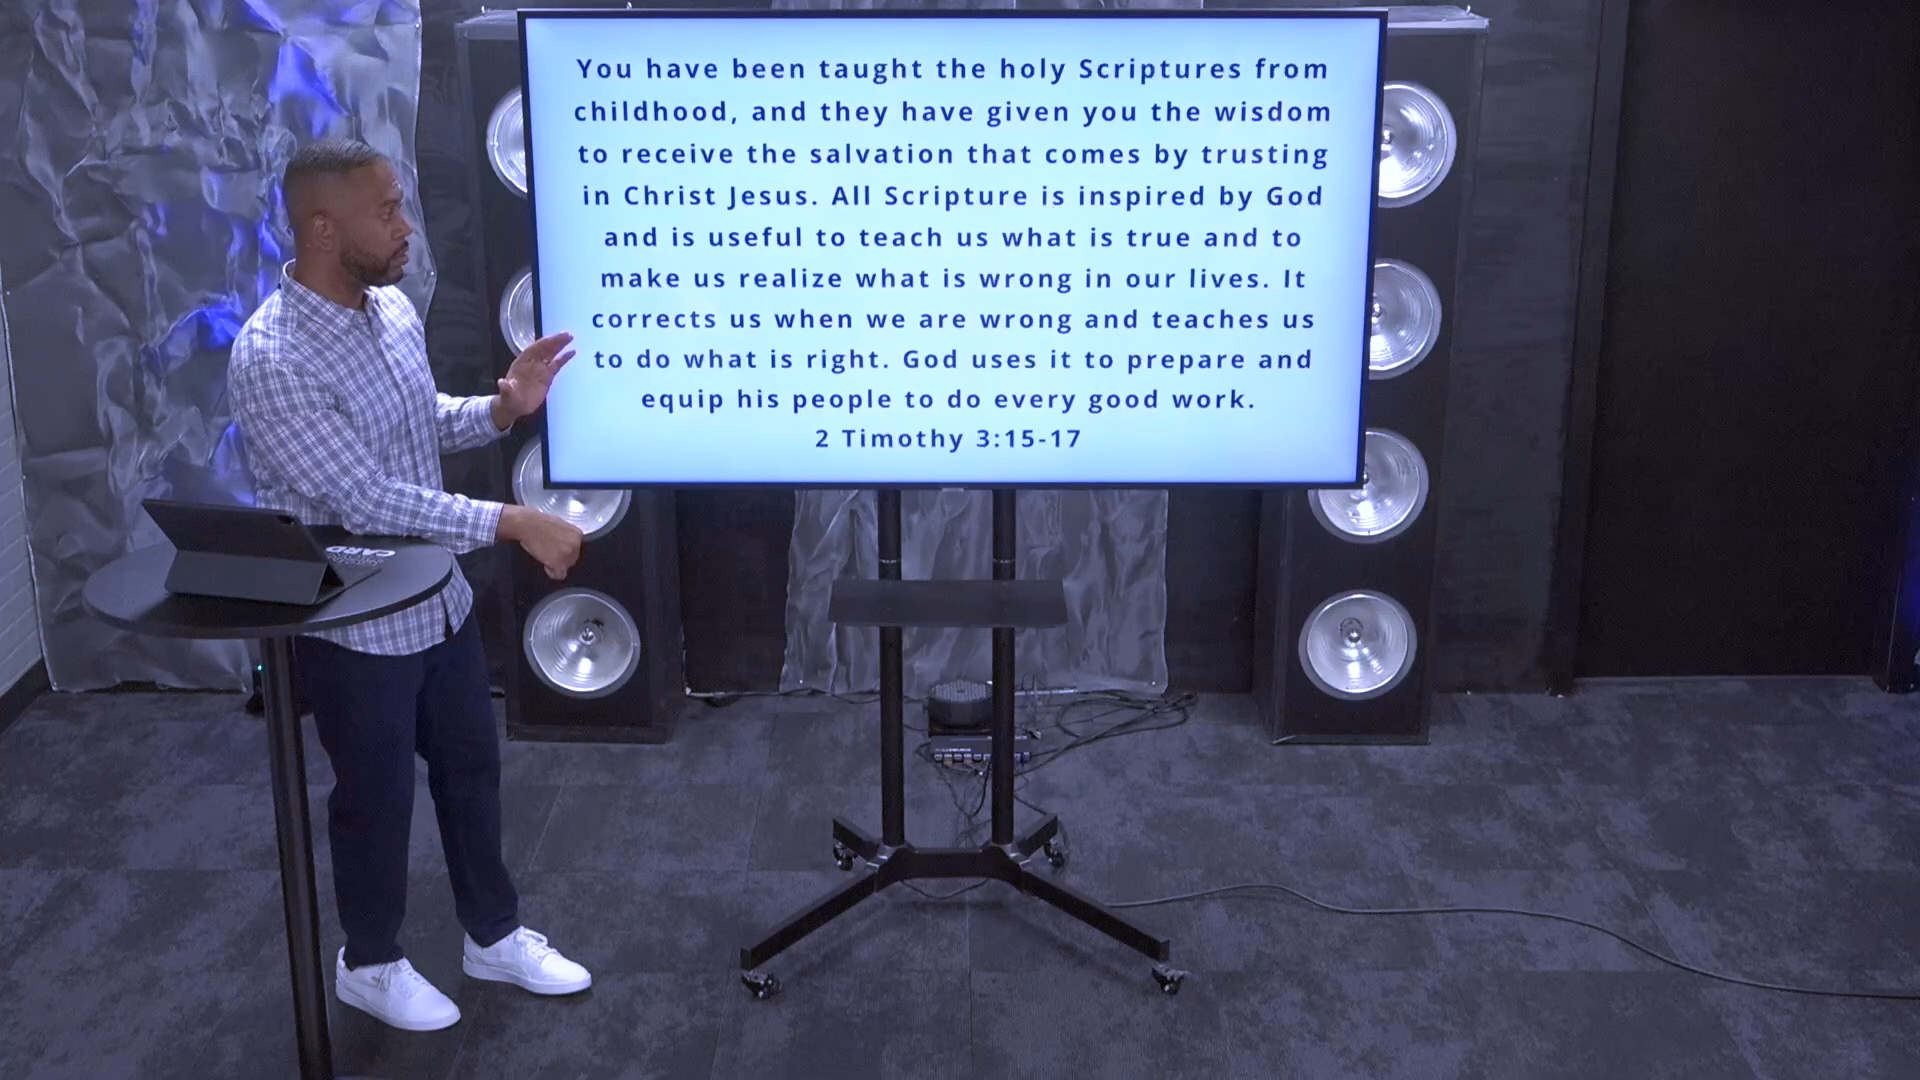 You have been taught the holy Scriptures from
childhood, and they have given you the wisdom
to receive the salvation that comes by trusting
in Christ Jesus. All Scripture is inspired by God
and is useful to teach us what is true and to
make us realize what is wrong in our lives. It
corrects us when we are wrong and teaches us
to do what is right. God uses it to prepare and
equip his people to do every good work.
2 Timothy 3:15-17
CARD